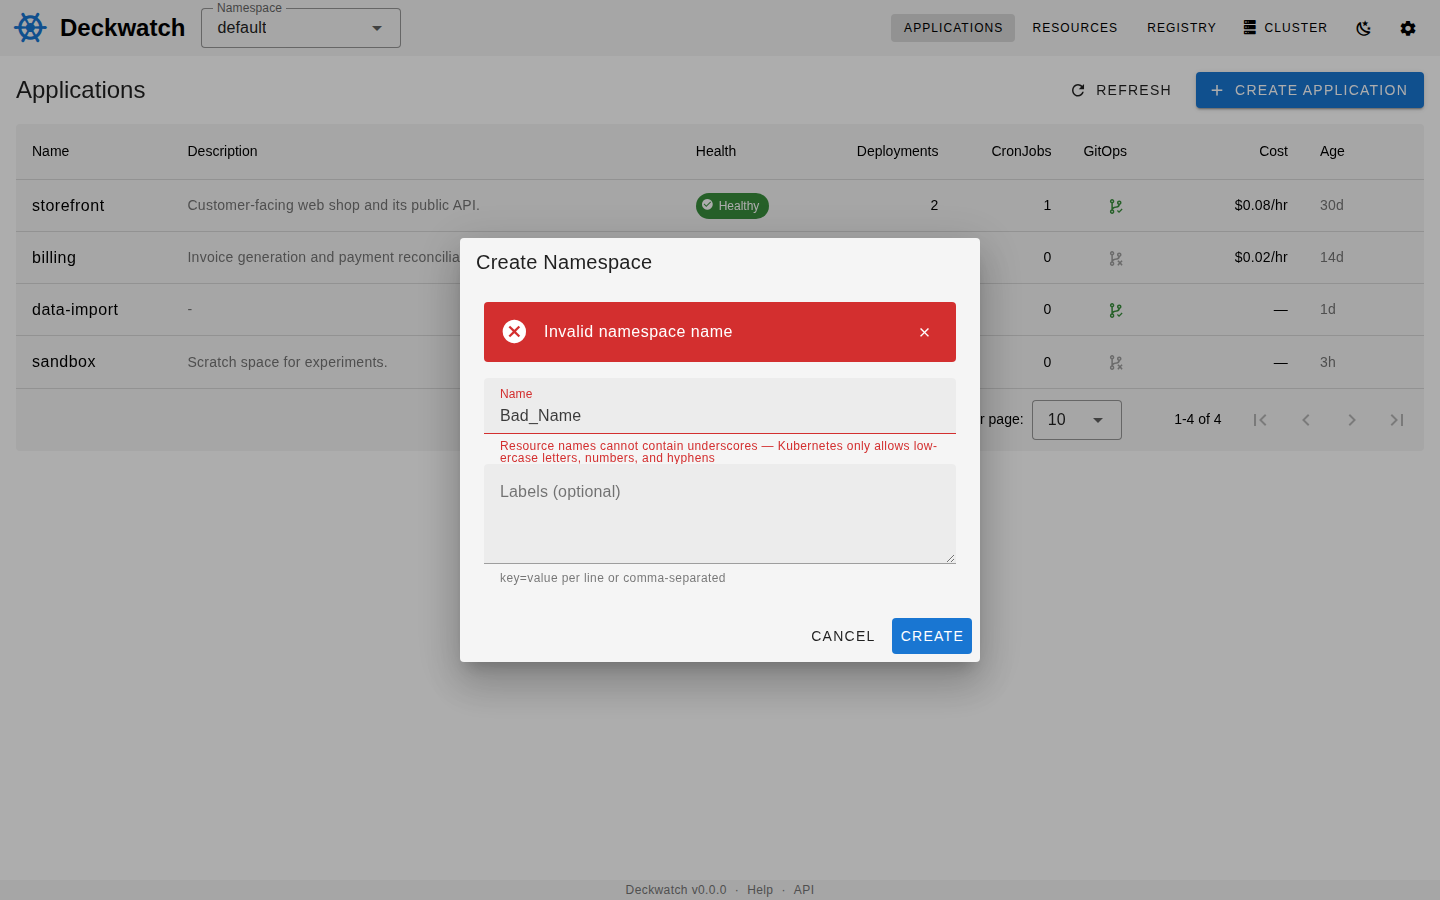 Deckwatch
Namespace
default
APPLICATIONS
RESOURCES
REGISTRY
CLUSTER
Applications
REFRESH
CREATE APPLICATION
Name Description Health Deployments CronJobs GitOps Cost Age
storefront Customer-facing web shop and its public API. Healthy 2 1 $0.08/hr 30d
billing Invoice generation and payment 0 $0.02/hr 14d
data-import - 0 — 1d
sandbox Scratch space for experiments. 0 — 3h
page: 10 1-4 of 4
Create Namespace
Invalid namespace name
Name
Bad_Name
Resource names cannot contain underscores — Kubernetes only allows low-
ercase letters, numbers, and hyphens
Labels (optional)
key=value per line or comma-separated
CANCEL
CREATE
Deckwatch v0.0.0 · Help · API